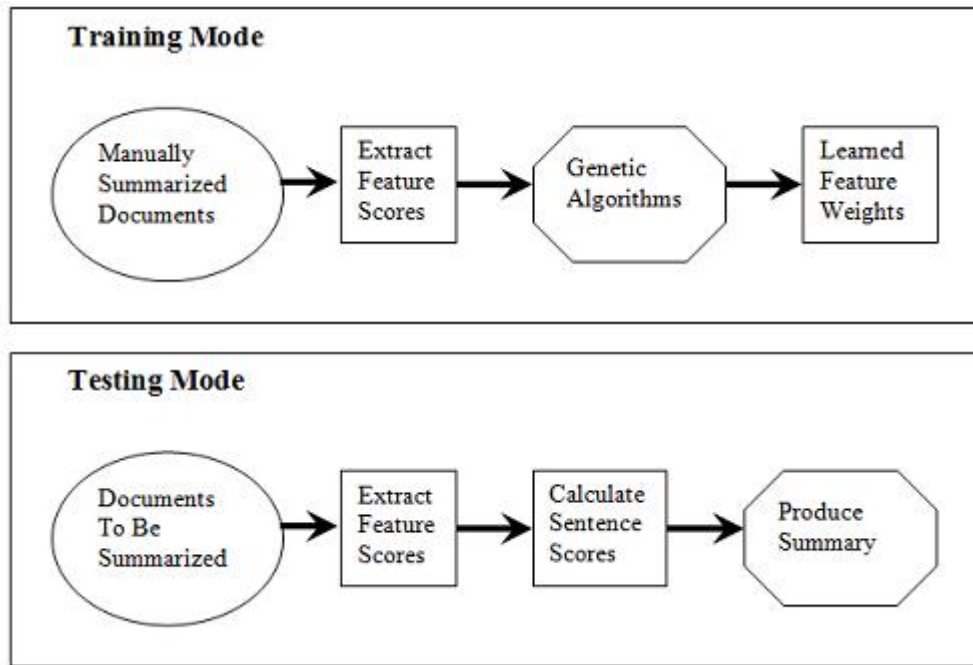 Training Mode
Manually
Summarized
Documents
Extract
Feature
Scores
Genetic
Algorithms
Learned
Feature
Weights
Testing Mode
Documents
To Be
Summarized
Extract
Feature
Scores
Calculate
Sentence
Scores
Produce
Summary